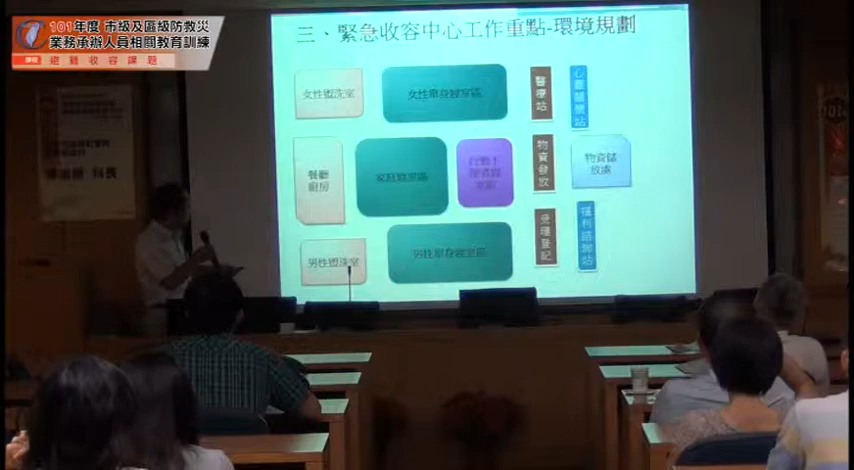 101年度 市級及區級防救災
業務承辦人員相關教育訓練
課程 避難收容課題
三、緊急收容中心工作重點-環境規劃
女性盥洗室
女性單身寢室區
醫療站
心靈關懷站
餐廳
廚房
家庭寢室區
物資發放
物資儲
放處
男性盥洗室
男性單身寢室區
受理登記
福利諮詢站
科長